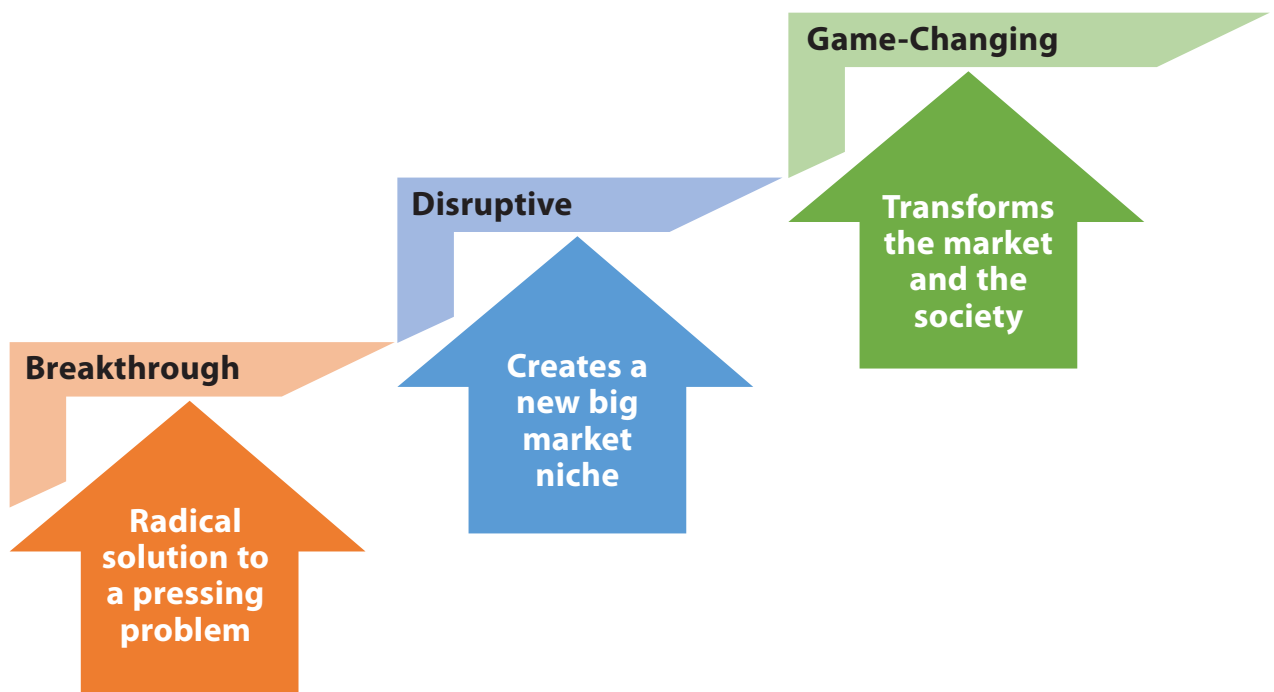 Breakthrough
Radical
solution to
a pressing
problem
Disruptive
Creates a
new big
market
niche
Game-Changing
Transforms
the market
and the
society